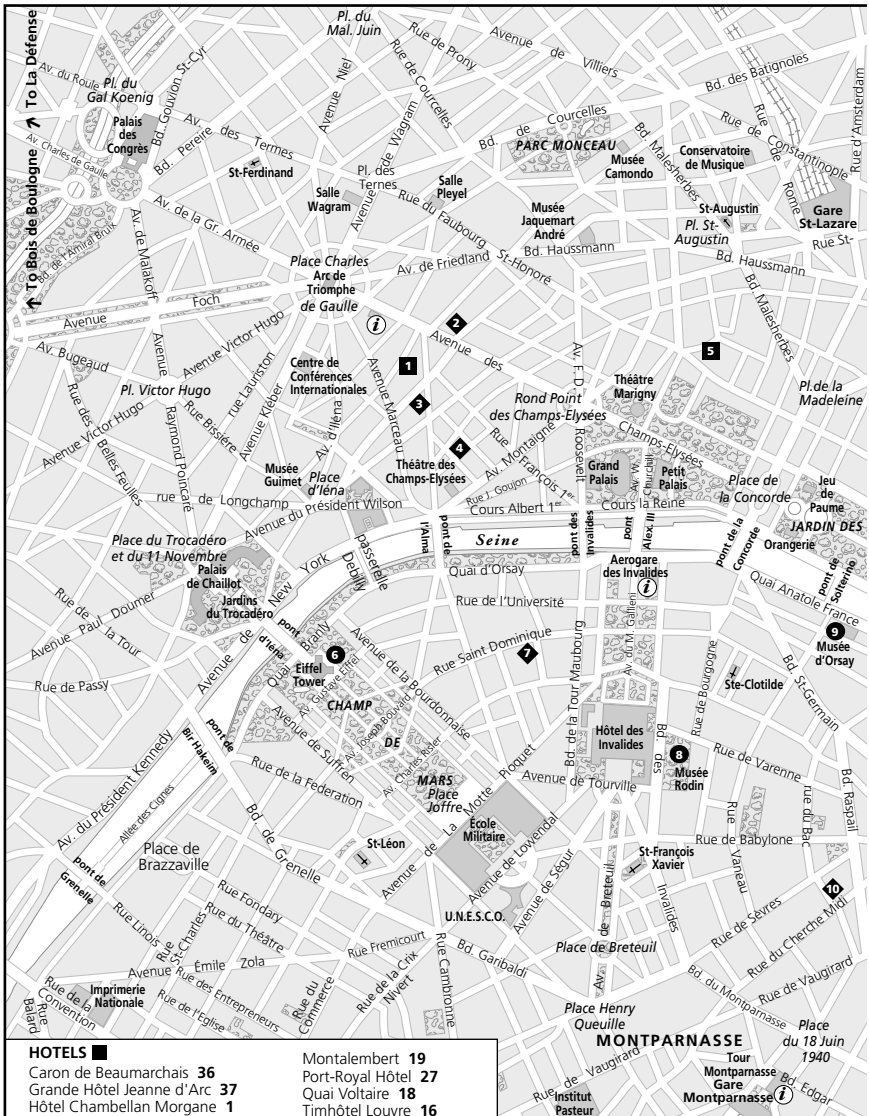 Pl. du
Mal. Juin
Rue de Prony
Avenue de Villiers
Bd. des Batignoles
Rue d'Amsterdam
↑ To La Défense
↑ To Bois de Boulogne
Av. du Roule
Pl. du
Gal Koenig
Bd. Gouvion St-Cyr
Avenue Niel
Rue de Courcelles
Palais
des
Congrès
Av. des Termes
Bd. Pereire
Av. Charles de Gaulle
St-Ferdinand
Avenue de Wagram
Bd. de Courcelles
PARC MONCEAU
Musée
Camondo
Bd. Malesherbes
Conservatoire
de Musique
Rue de Constantinople
Rue de Rome
Pl. des
Ternes
Salle
Wagram
Salle
Pleyel
Rue du Faubourg
St-Honoré
Musée
Jaquemart
André
Bd. Haussmann
St-Augustin
Pl. St-
Augustin
Gare
St-Lazare
Rue St-
Bd. Haussmann
Bd. Malesherbes
Bd. de l'Amiral Bruix
Av. de Malakoff
Av. de la Gr. Armée
Place Charles
Arc de
Triomphe
de Gaulle
Av. de Friedland
Avenue Foch
Avenue
i
2
Avenue des
Champs-Elysées
1
3
4
5
Av. Bugeaud
Avenue Victor Hugo
Pl. Victor Hugo
Avenue Victor Hugo
Rue des
Belles Feuilles
Raymond Poincaré
Rue Bissière
rue Lauriston
Avenue Kléber
Centre de
Conférences
Internationales
Av. d'Iéna
Avenue Marceau
Av. F. D.
Roosevelt
Rond Point
des Champs-Elysées
Théâtre
Marigny
Pl.de la
Madeleine
Musée
Guimet
Place
d'Iéna
Théâtre des
Champs-Elysées
Rue
François 1er
Av. Montaigne
Rue J. Goujon
Grand
Palais
Av. W.
Churchill
Petit
Palais
Place de
la Concorde
Jeu
de
Paume
JARDIN DES
Orangerie
rue de Longchamp
Avenue du Président Wilson
Cours Albert 1er
Cours la Reine
Place du Trocadéro
et du 11 Novembre
Palais
de Chaillot
Jardins
du Trocadéro
passerelle
Debilly
pont de
l'Alma
Seine
pont des
Invalides
pont
Alex. III
pont de la
Concorde
pont de
Solferino
Quai d'Orsay
Aerogare
des Invalides
i
Quai Anatole France
Rue de l'Université
Avenue de New York
Avenue Paul Doumer
Rue de la Tour
Rue de Passy
pont
d'Iéna
Quai Branly
6
Eiffel
Tower
Av. Gustave Eiffel
Avenue de la Bourdonnaise
Rue Saint Dominique
7
Bd. de la Tour Maubourg
Av. du M. Gallieni
Rue de Bourgogne
Ste-Clotilde
9
Musée
d'Orsay
Bd. St-Germain
CHAMP
DE
MARS
Av. Joseph Bouvard
Avenue de Suffren
Av. Charles Risler
Place
Joffre
Hôtel des
Invalides
Bd. des
Invalides
8
Musée
Rodin
Rue de Varenne
Avenue de Tourville
Avenue de La Motte Picquet
École
Militaire
Avenue de Lowendal
Avenue de Ségur
Av. de Breteuil
St-François
Xavier
Rue Vaneau
Rue de Babylone
rue du Bac
Bd. Raspail
10
Av. du Président Kennedy
Allée des Cignes
pont de
Bir Hakeim
Rue de la Federation
Bd. de Grenelle
St-Léon
U.N.E.S.C.O.
Place de
Brazzaville
pont de
Grenelle
Rue Linois
Rue
St-Charles
Rue Fondary
Rue du Théâtre
Avenue Émile Zola
Rue des Entrepreneurs
Rue de l'Eglise
Rue du
Commerce
Rue Fremicourt
Rue de la Crix
Nivert
Rue Cambronne
Bd. Garibaldi
Place de Breteuil
Rue de Sèvres
Rue du Cherche Midi
Bd. du Montparnasse
Rue de Vaugirard
Place Henry
Queuille
MONTPARNASSE
Place
du 18 Juin
1940
Tour
Montparnasse
Gare
Montparnasse
i
Bd. Edgar
Rue de Vaugirard
Institut
Pasteur
Imprimerie
Nationale
Rue de la
Convention
Rue
Balard
HOTELS ■
Caron de Beaumarchais 36
Grande Hôtel Jeanne d'Arc 37
Hôtel Chambellan Morgane 1
Montalembert 19
Port-Royal Hôtel 27
Quai Voltaire 18
Timhôtel Louvre 16